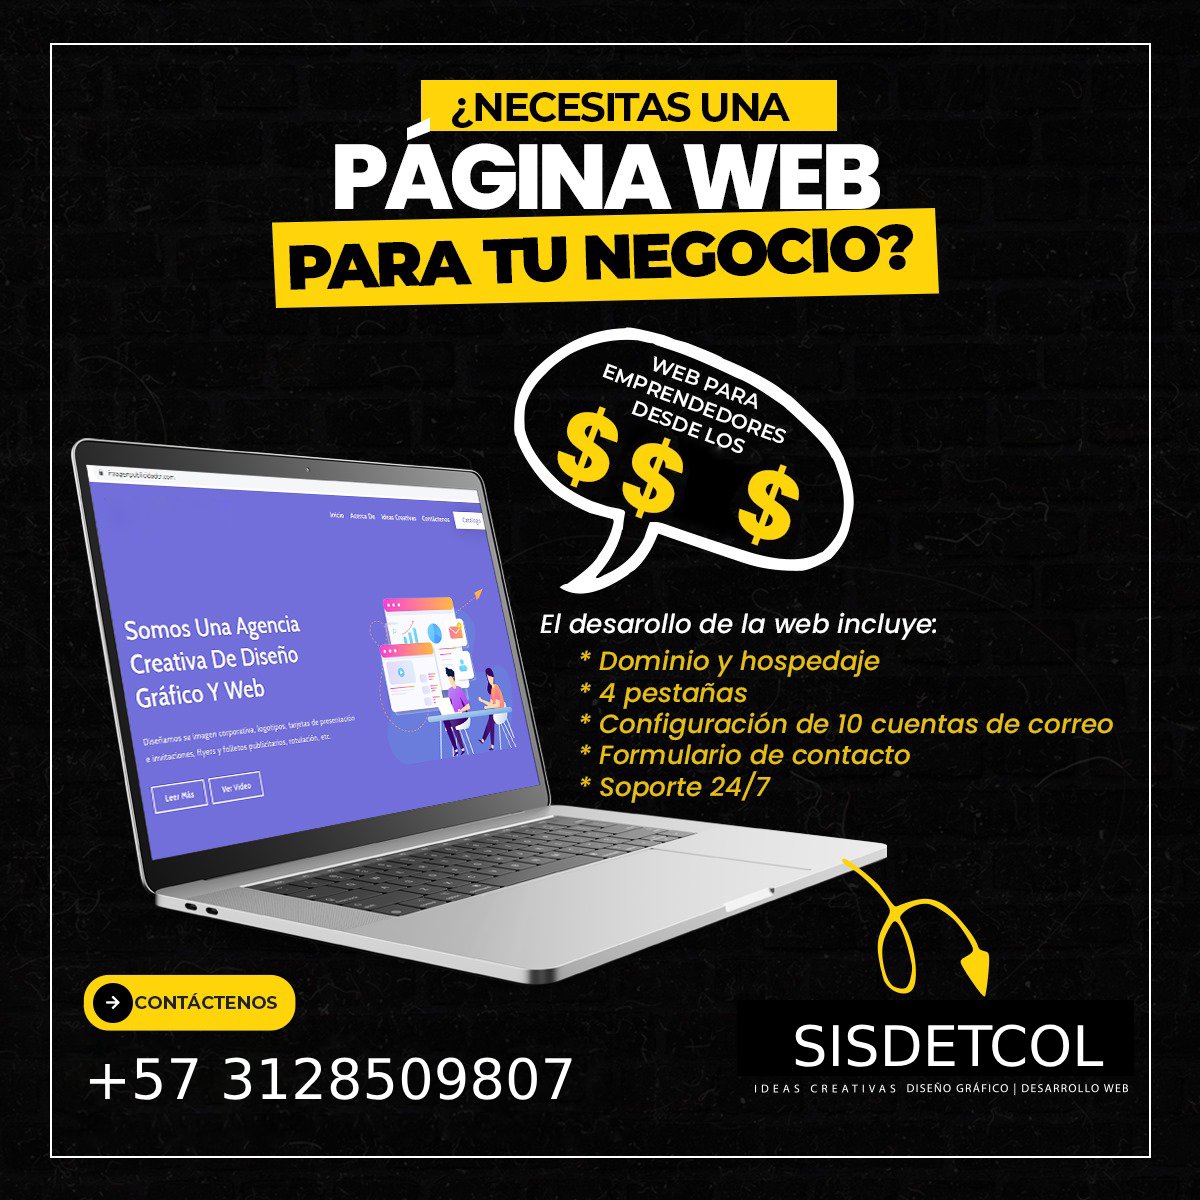 ¿NECESITAS UNA
PÁGINA WEB
PARA TU NEGOCIO?
WEB PARA
EMPRENDEDORES
DESDE LOS
$ $ $
imagenpublicidadsr.com
Inicio Acerca De Ideas Creativas Contáctenos Catálogo
Somos Una Agencia
Creativa De Diseño
Gráfico Y Web
Diseñamos se imagen corporativa, logotipos, tarjetas de presentación
e invitaciones, flyers y folletos publicitarios, rotulación, etc.
Leer Más Ver Video
El desarollo de la web incluye:
* Dominio y hospedaje
* 4 pestañas
* Configuración de 10 cuentas de correo
* Formulario de contacto
* Soporte 24/7
CONTÁCTENOS
+57 3128509807
SISDETCOL
IDEAS CREATIVAS DISEÑO GRÁFICO | DESARROLLO WEB